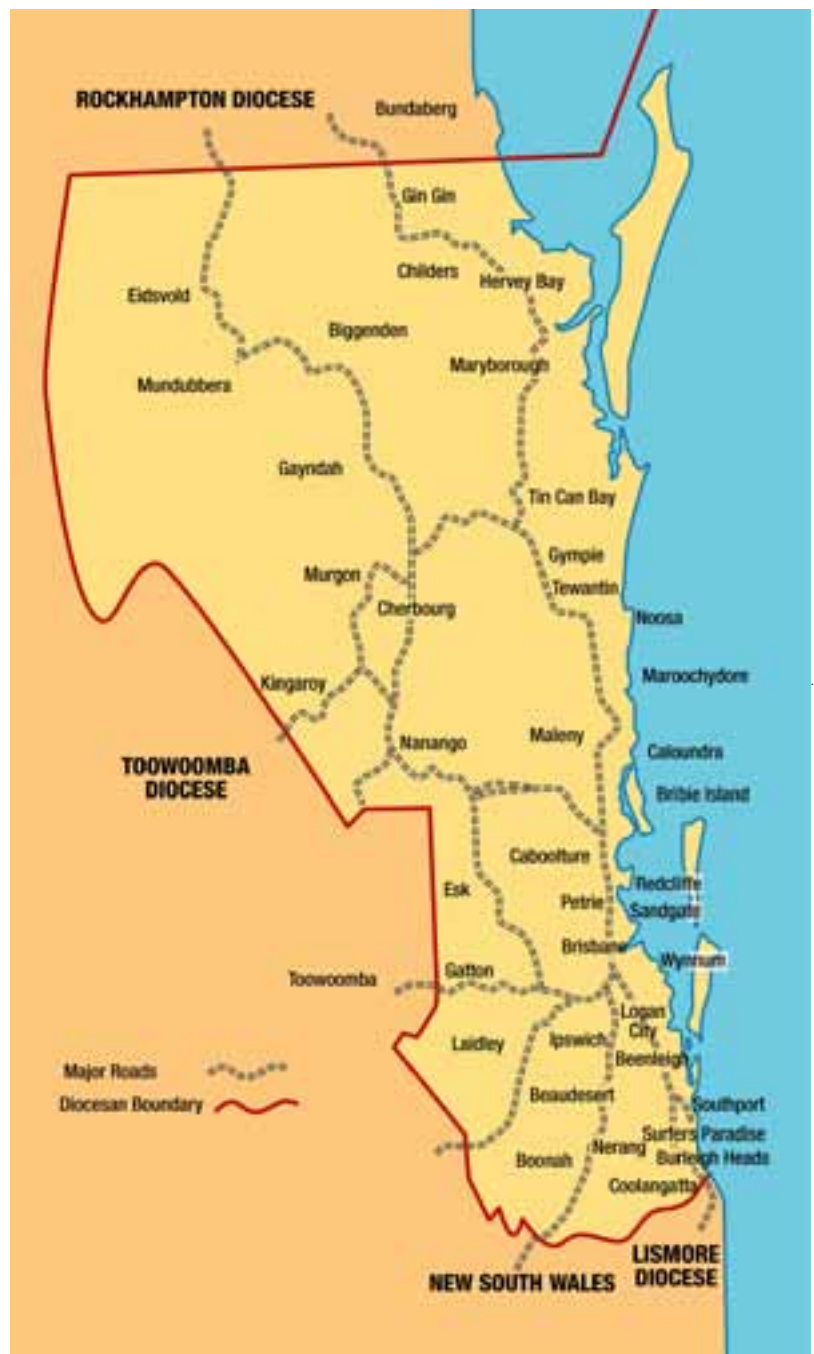 ROCKHAMPTON DIOCESE
Bundaberg
Gin Gin
Childers
Hervey Bay
Eidsvold
Biggenden
Maryborough
Mundubbera
Gayndah
Tin Can Bay
Gympie
Murgon
Tewantin
Cherbourg
Noosa
Maroochydore
Kingaroy
Maleny
Nanango
Caloundra
TOOWOOMBA
DIOCESE
Bribie Island
Caboolture
Redcliffe
Esk
Petrie
Sandgate
Brisbane
Wynnum
Gatton
Toowoomba
Logan
City
Laidley
Ipswich
Beenleigh
Major Roads
Beaudesert
Diocesan Boundary
Southport
Surfers Paradise
Nerang
Burleigh Heads
Boonah
Coolangatta
LISMORE
DIOCESE
NEW SOUTH WALES